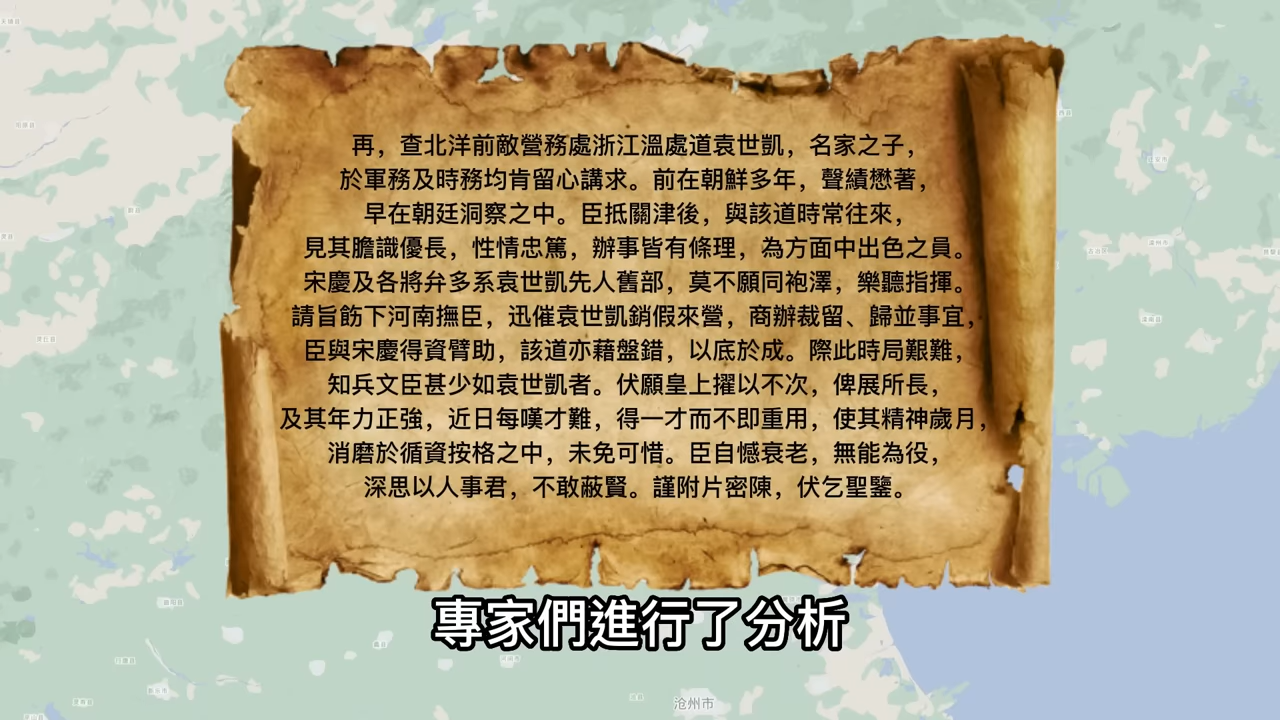 再，查北洋前敵營務處浙江溫處道袁世凱，名家之子，
於軍務及時務均肯留心講求。前在朝鮮多年，聲績懋著，
早在朝廷洞察之中。臣抵關津後，與該道時常往來，
見其膽識優長，性情忠篤，辦事皆有條理，為方面中出色之員。
宋慶及各將弁多系袁世凱先人舊部，莫不願同袍澤，樂聽指揮。
請旨飭下河南撫臣，迅催袁世凱銷假來營，商辦裁留、歸並事宜，
臣與宋慶得資臂助，該道亦藉盤錯，以底於成。際此時局艱難，
知兵文臣甚少如袁世凱者。伏願皇上擢以不次，俾展所長，
及其年力正強，近日每嘆才難，得一才而不即重用，使其精神歲月，
消磨於循資按格之中，未免可惜。臣自憾衰老，無能為役，
深思以人事君，不敢蔽賢。謹附片密陳，伏乞聖鑒。
專家們進行了分析
沧州市